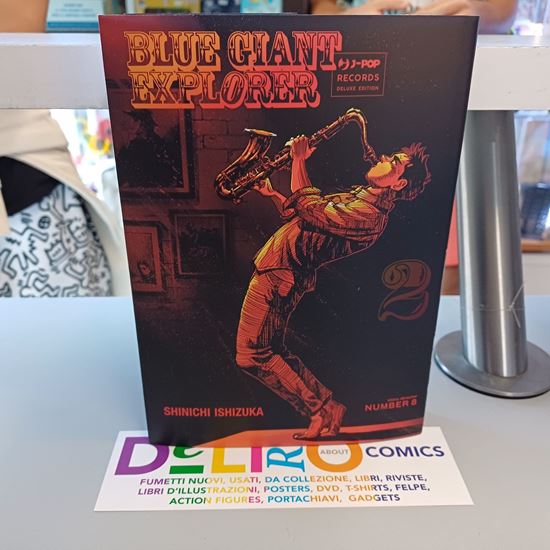 BLUE GIANT
EXPLORER
J-POP
RECORDS
DELUXE EDITION
2
SHINICHI ISHIZUKA
NUMBER 8
DeLiRO ABOUT COMICS
FUMETTI NUOVI, USATI, DA COLLEZIONE, LIBRI, RIVISTE,
LIBRI D'ILLUSTRAZIONI, POSTERS, DVD, T-SHIRTS, FELPE,
ACTION FIGURES, PORTACHIAVI, GADGETS